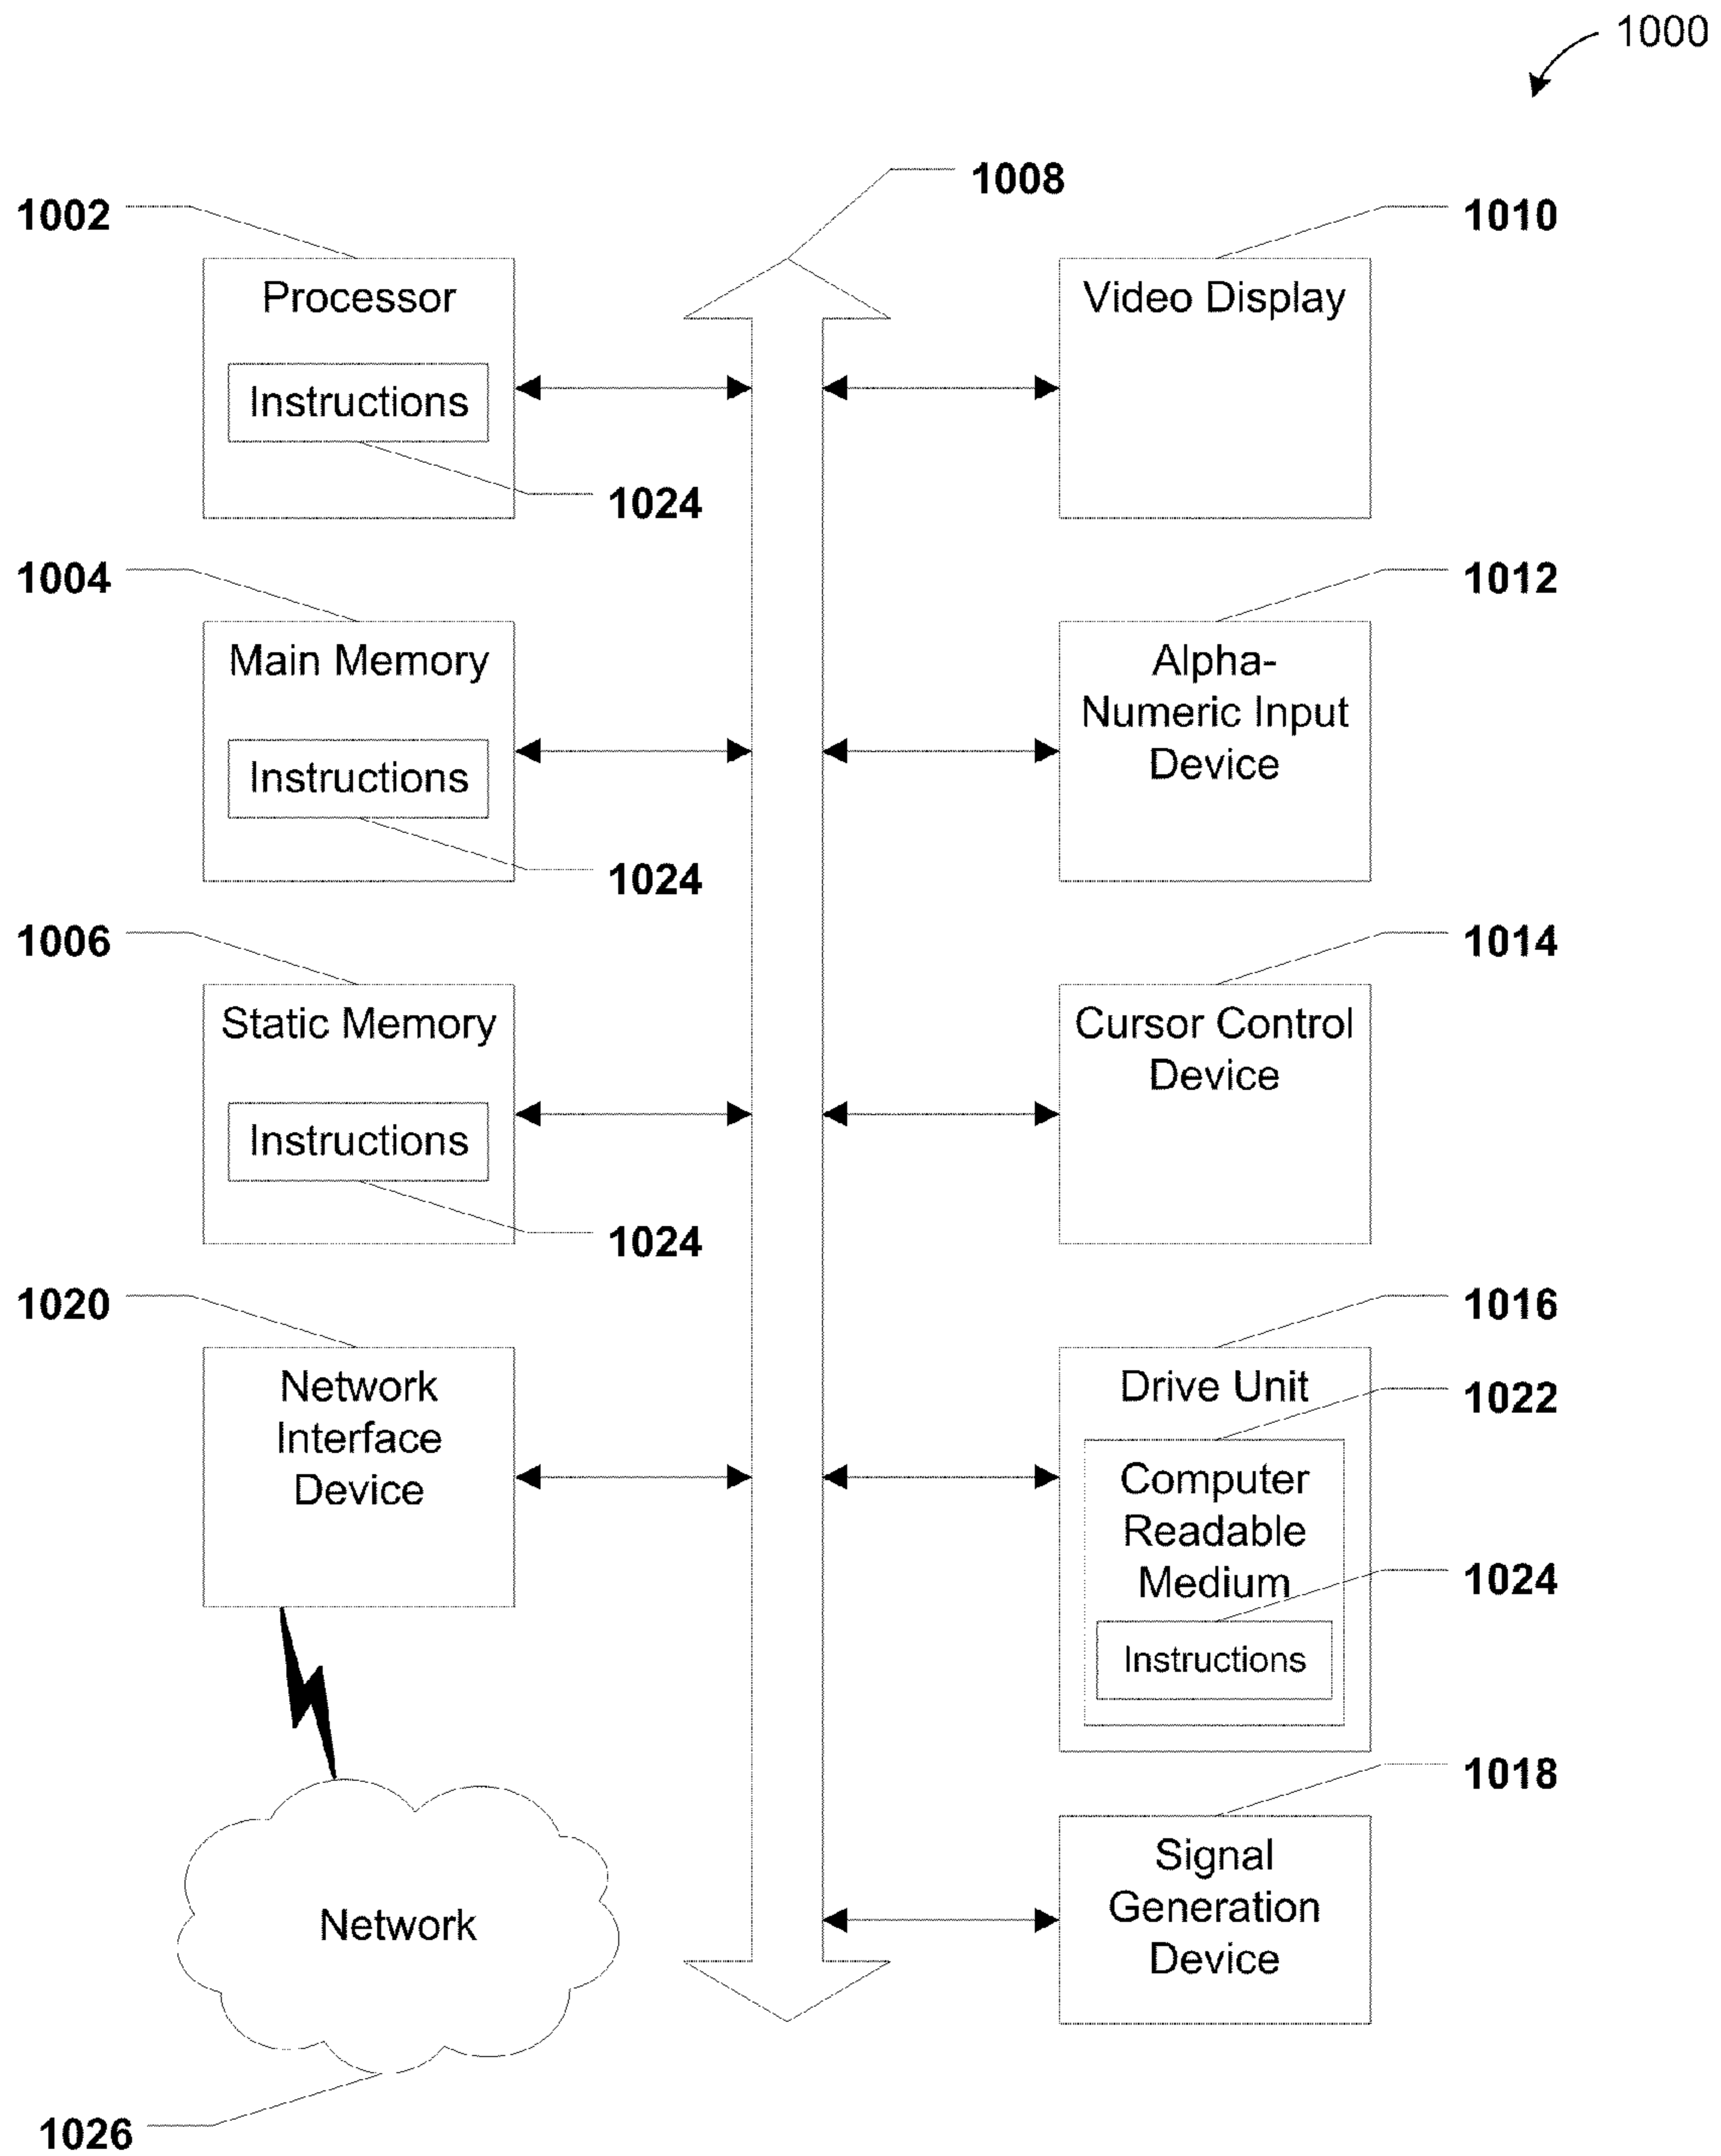 1000
1008
1002
1010
Processor
Video Display
Instructions
1024
1004
1012
Main Memory
Alpha-
Numeric Input
Device
Instructions
1024
1006
1014
Static Memory
Cursor Control
Device
Instructions
1024
1020
1016
Network
Interface
Device
Drive Unit
1022
Computer
Readable
Medium
1024
Instructions
1018
Signal
Generation
Device
Network
1026